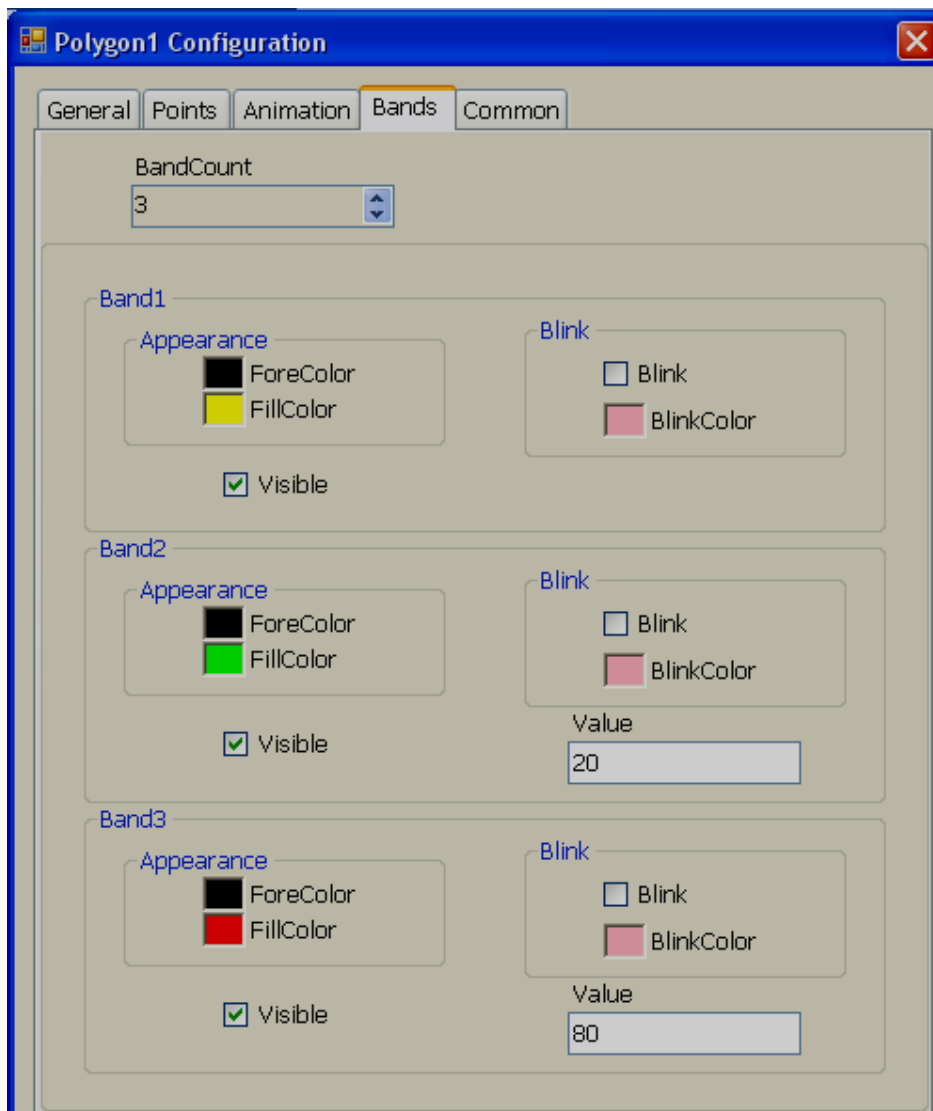 Polygon1 Configuration
General Points Animation Bands Common
BandCount
3
Band1
Appearance
ForeColor
FillColor
Visible
Blink
Blink
BlinkColor
Band2
Appearance
ForeColor
FillColor
Visible
Blink
Blink
BlinkColor
Value
20
Band3
Appearance
ForeColor
FillColor
Visible
Blink
Blink
BlinkColor
Value
80